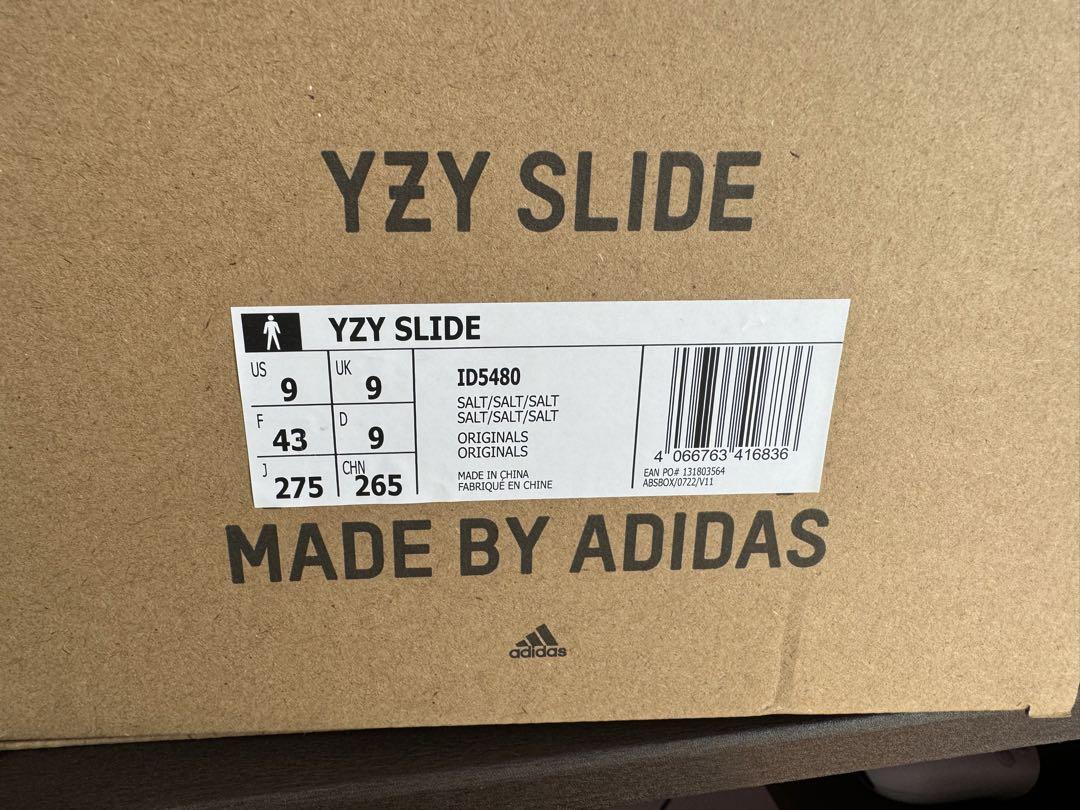 YZY SLIDE
YZY SLIDE
US 9 UK 9
F 43 D 9
J 275 CHN 265
ID5480
SALT/SALT/SALT
SALT/SALT/SALT
ORIGINALS
ORIGINALS
MADE IN CHINA
FABRIQUÉ EN CHINE
4 066763 416836
EAN PO# 131803564
ABSBOX/0722/V11
MADE BY ADIDAS
adidas